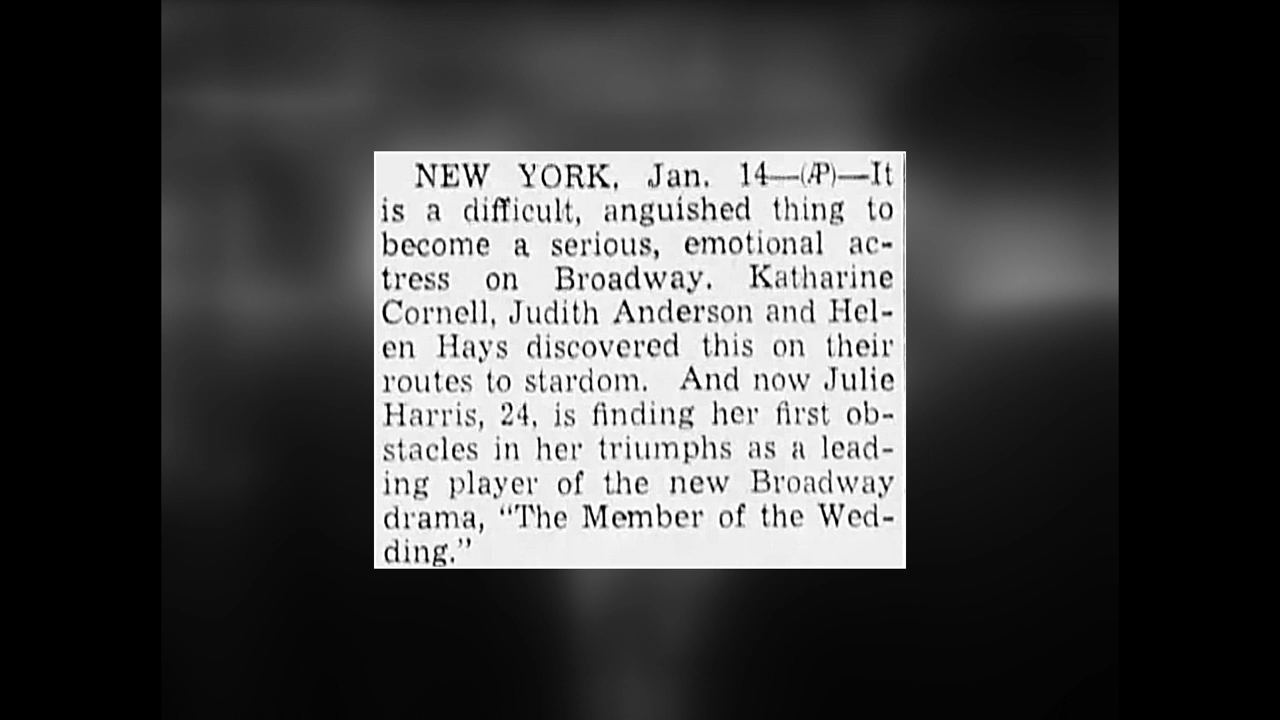 NEW YORK, Jan. 14—(AP)—It
is a difficult, anguished thing to
become a serious, emotional ac-
tress on Broadway. Katharine
Cornell, Judith Anderson and Hel-
en Hays discovered this on their
routes to stardom. And now Julie
Harris, 24, is finding her first ob-
stacles in her triumphs as a lead-
ing player of the new Broadway
drama, “The Member of the Wed-
ding.”